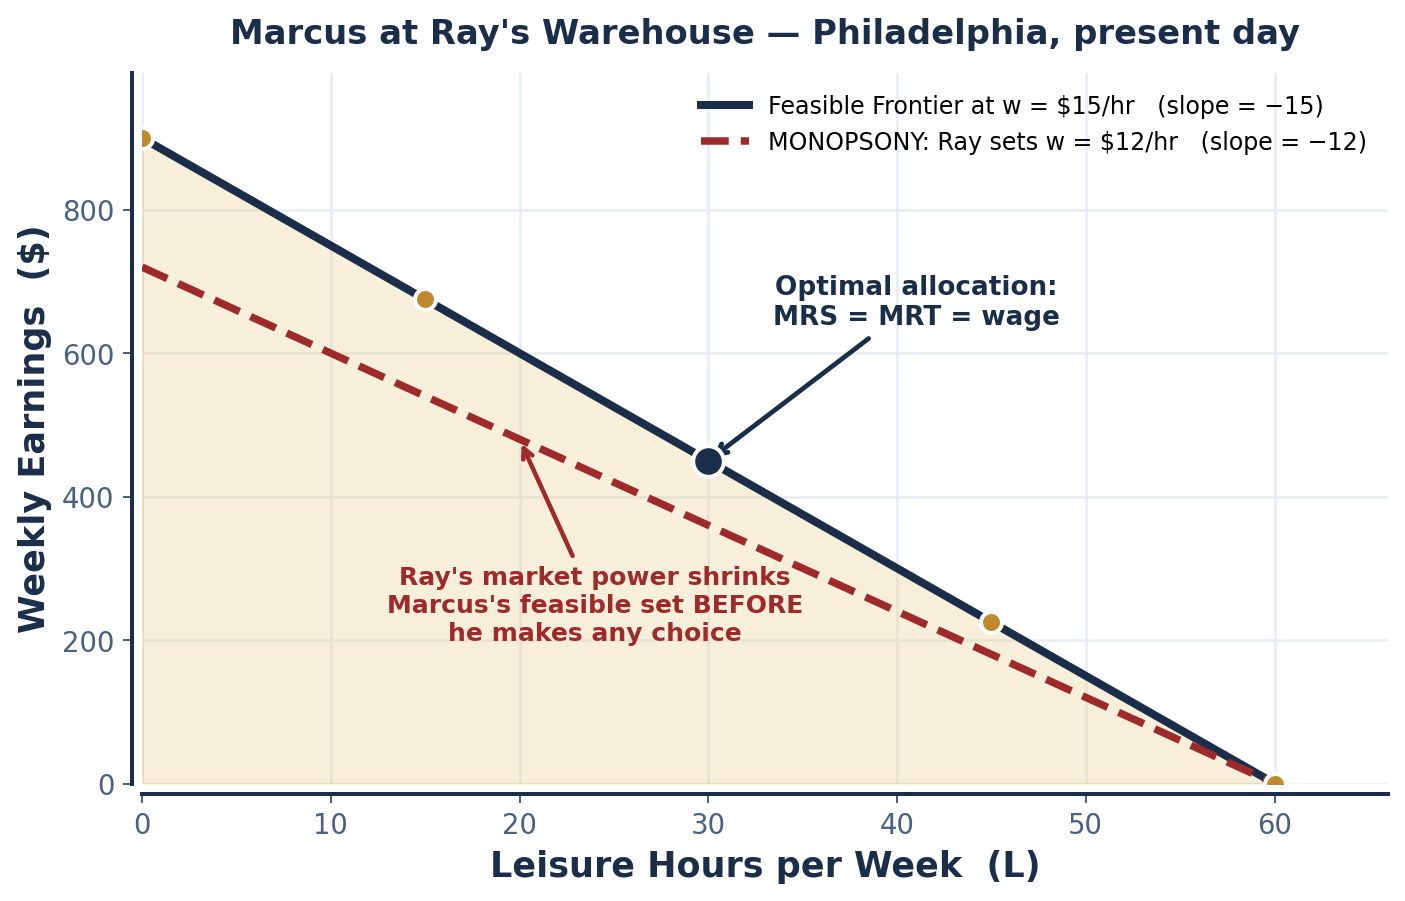 Marcus at Ray's Warehouse — Philadelphia, present day
Feasible Frontier at w = $15/hr (slope = −15)
MONOPSONY: Ray sets w = $12/hr (slope = −12)
Weekly Earnings ($)
800
600
400
200
0
Optimal allocation:
MRS = MRT = wage
Ray's market power shrinks
Marcus's feasible set BEFORE
he makes any choice
0 10 20 30 40 50 60
Leisure Hours per Week (L)